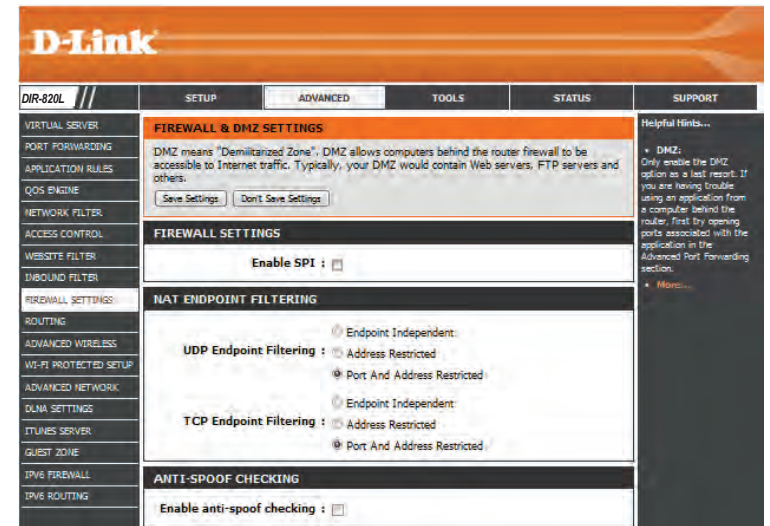 D-Link
DIR-820L // SETUP ADVANCED TOOLS STATUS SUPPORT
VIRTUAL SERVER
PORT FORWARDING
APPLICATION RULES
QOS ENGINE
NETWORK FILTER
ACCESS CONTROL
WEBSITE FILTER
INBOUND FILTER
FIREWALL SETTINGS
ROUTING
ADVANCED WIRELESS
WI-FI PROTECTED SETUP
ADVANCED NETWORK
DLNA SETTINGS
ITUNES SERVER
GUEST ZONE
IPV6 FIREWALL
IPV6 ROUTING
FIREWALL & DMZ SETTINGS
DMZ means "Demilitarized Zone". DMZ allows computers behind the router firewall to be
accessible to Internet traffic. Typically, your DMZ would contain Web servers, FTP servers and
others.
Save Settings Don't Save Settings
FIREWALL SETTINGS
Enable SPI :
NAT ENDPOINT FILTERING
UDP Endpoint Filtering :
Endpoint Independent
Address Restricted
Port And Address Restricted
TCP Endpoint Filtering :
Endpoint Independent
Address Restricted
Port And Address Restricted
ANTI-SPOOF CHECKING
Enable anti-spoof checking :
Helpful Hints...
• DMZ:
Only enable the DMZ
option as a last resort. If
you are having trouble
using an application from
a computer behind the
router, first try opening
ports associated with the
application in the
Advanced Port Forwarding
section.
• More...